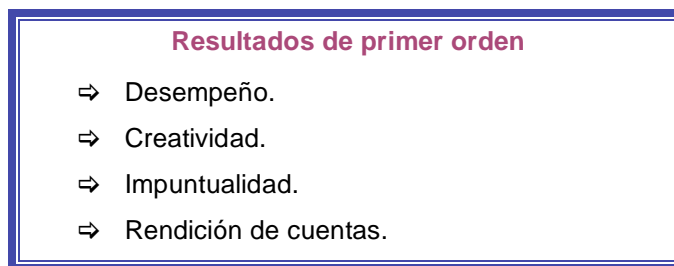 Resultados de primer orden
⇨ Desempeño.
⇨ Creatividad.
⇨ Impuntualidad.
⇨ Rendición de cuentas.